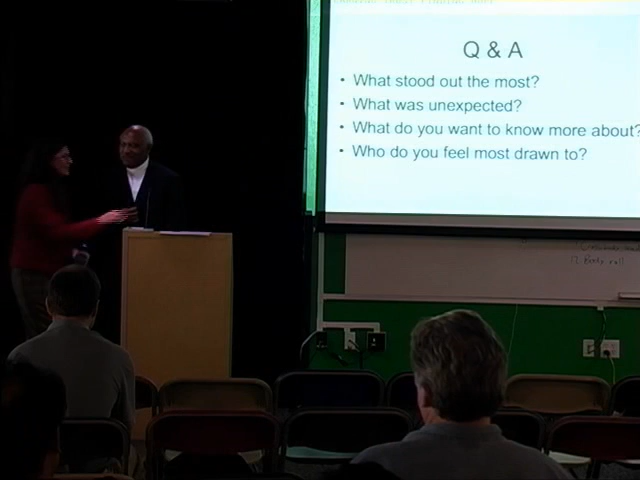 Q & A
• What stood out the most?
• What was unexpected?
• What do you want to know more about?
• Who do you feel most drawn to?